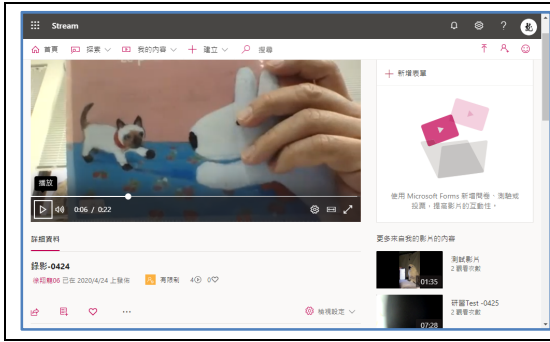 Stream
?
首頁 探索 我的內容 建立 搜尋
新增表單
播放
0:06 / 0:22
使用 Microsoft Forms 新增問卷、測驗或
投票,提高影片的互動性。
詳細資料
更多來自我的影片的內容
錄影-0424
已在 2020/4/24 上發佈 有限制 4 0
測試影片
2 觀看次數
01:35
檢視設定
研習Test -0425
2 觀看次數
07:28